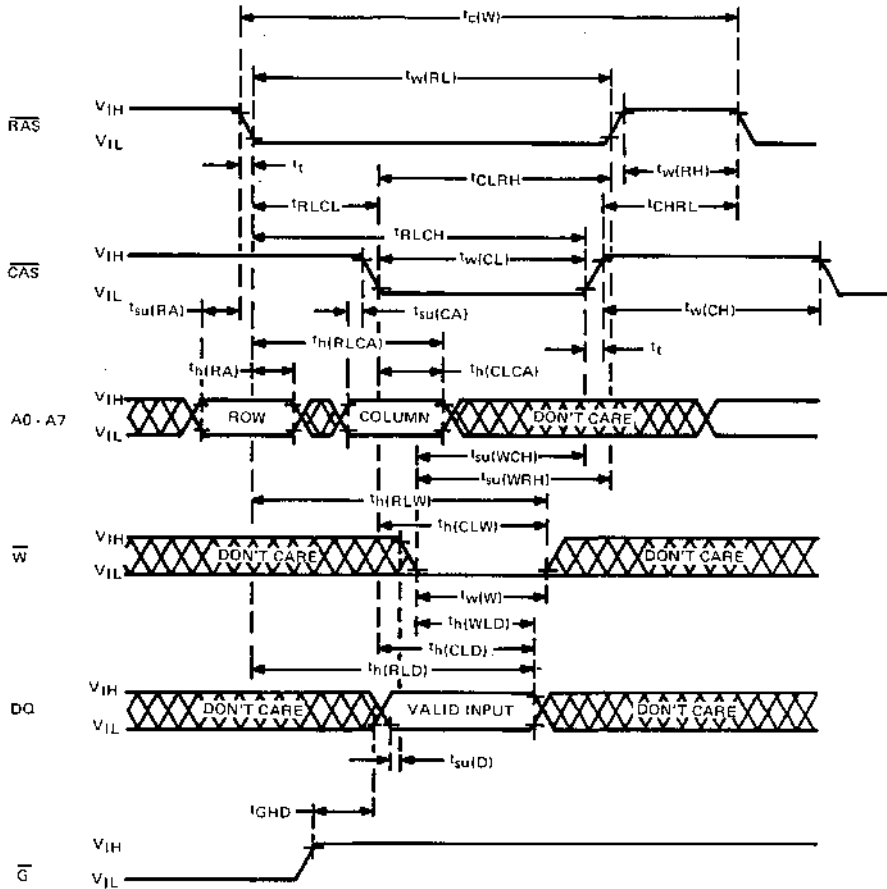 tc(W)
tw(RL)
RAS
VIH
VIL
tt
tCLRH
tw(RH)
tRLCL
tCHRL
tRLCH
CAS
VIH
VIL
tw(CL)
tsu(RA)
tsu(CA)
tw(CH)
th(RLCA)
th(RA)
th(CLCA)
tt
A0 - A7
VIH
VIL
ROW
COLUMN
DON'T CARE
tsu(WCH)
tsu(WRH)
th(RLW)
th(CLW)
W
VIH
VIL
DON'T CARE
DON'T CARE
tw(W)
th(WLD)
th(CLD)
th(RLD)
DQ
VIH
VIL
DON'T CARE
VALID INPUT
DON'T CARE
tsu(D)
tGHD
G
VIH
VIL